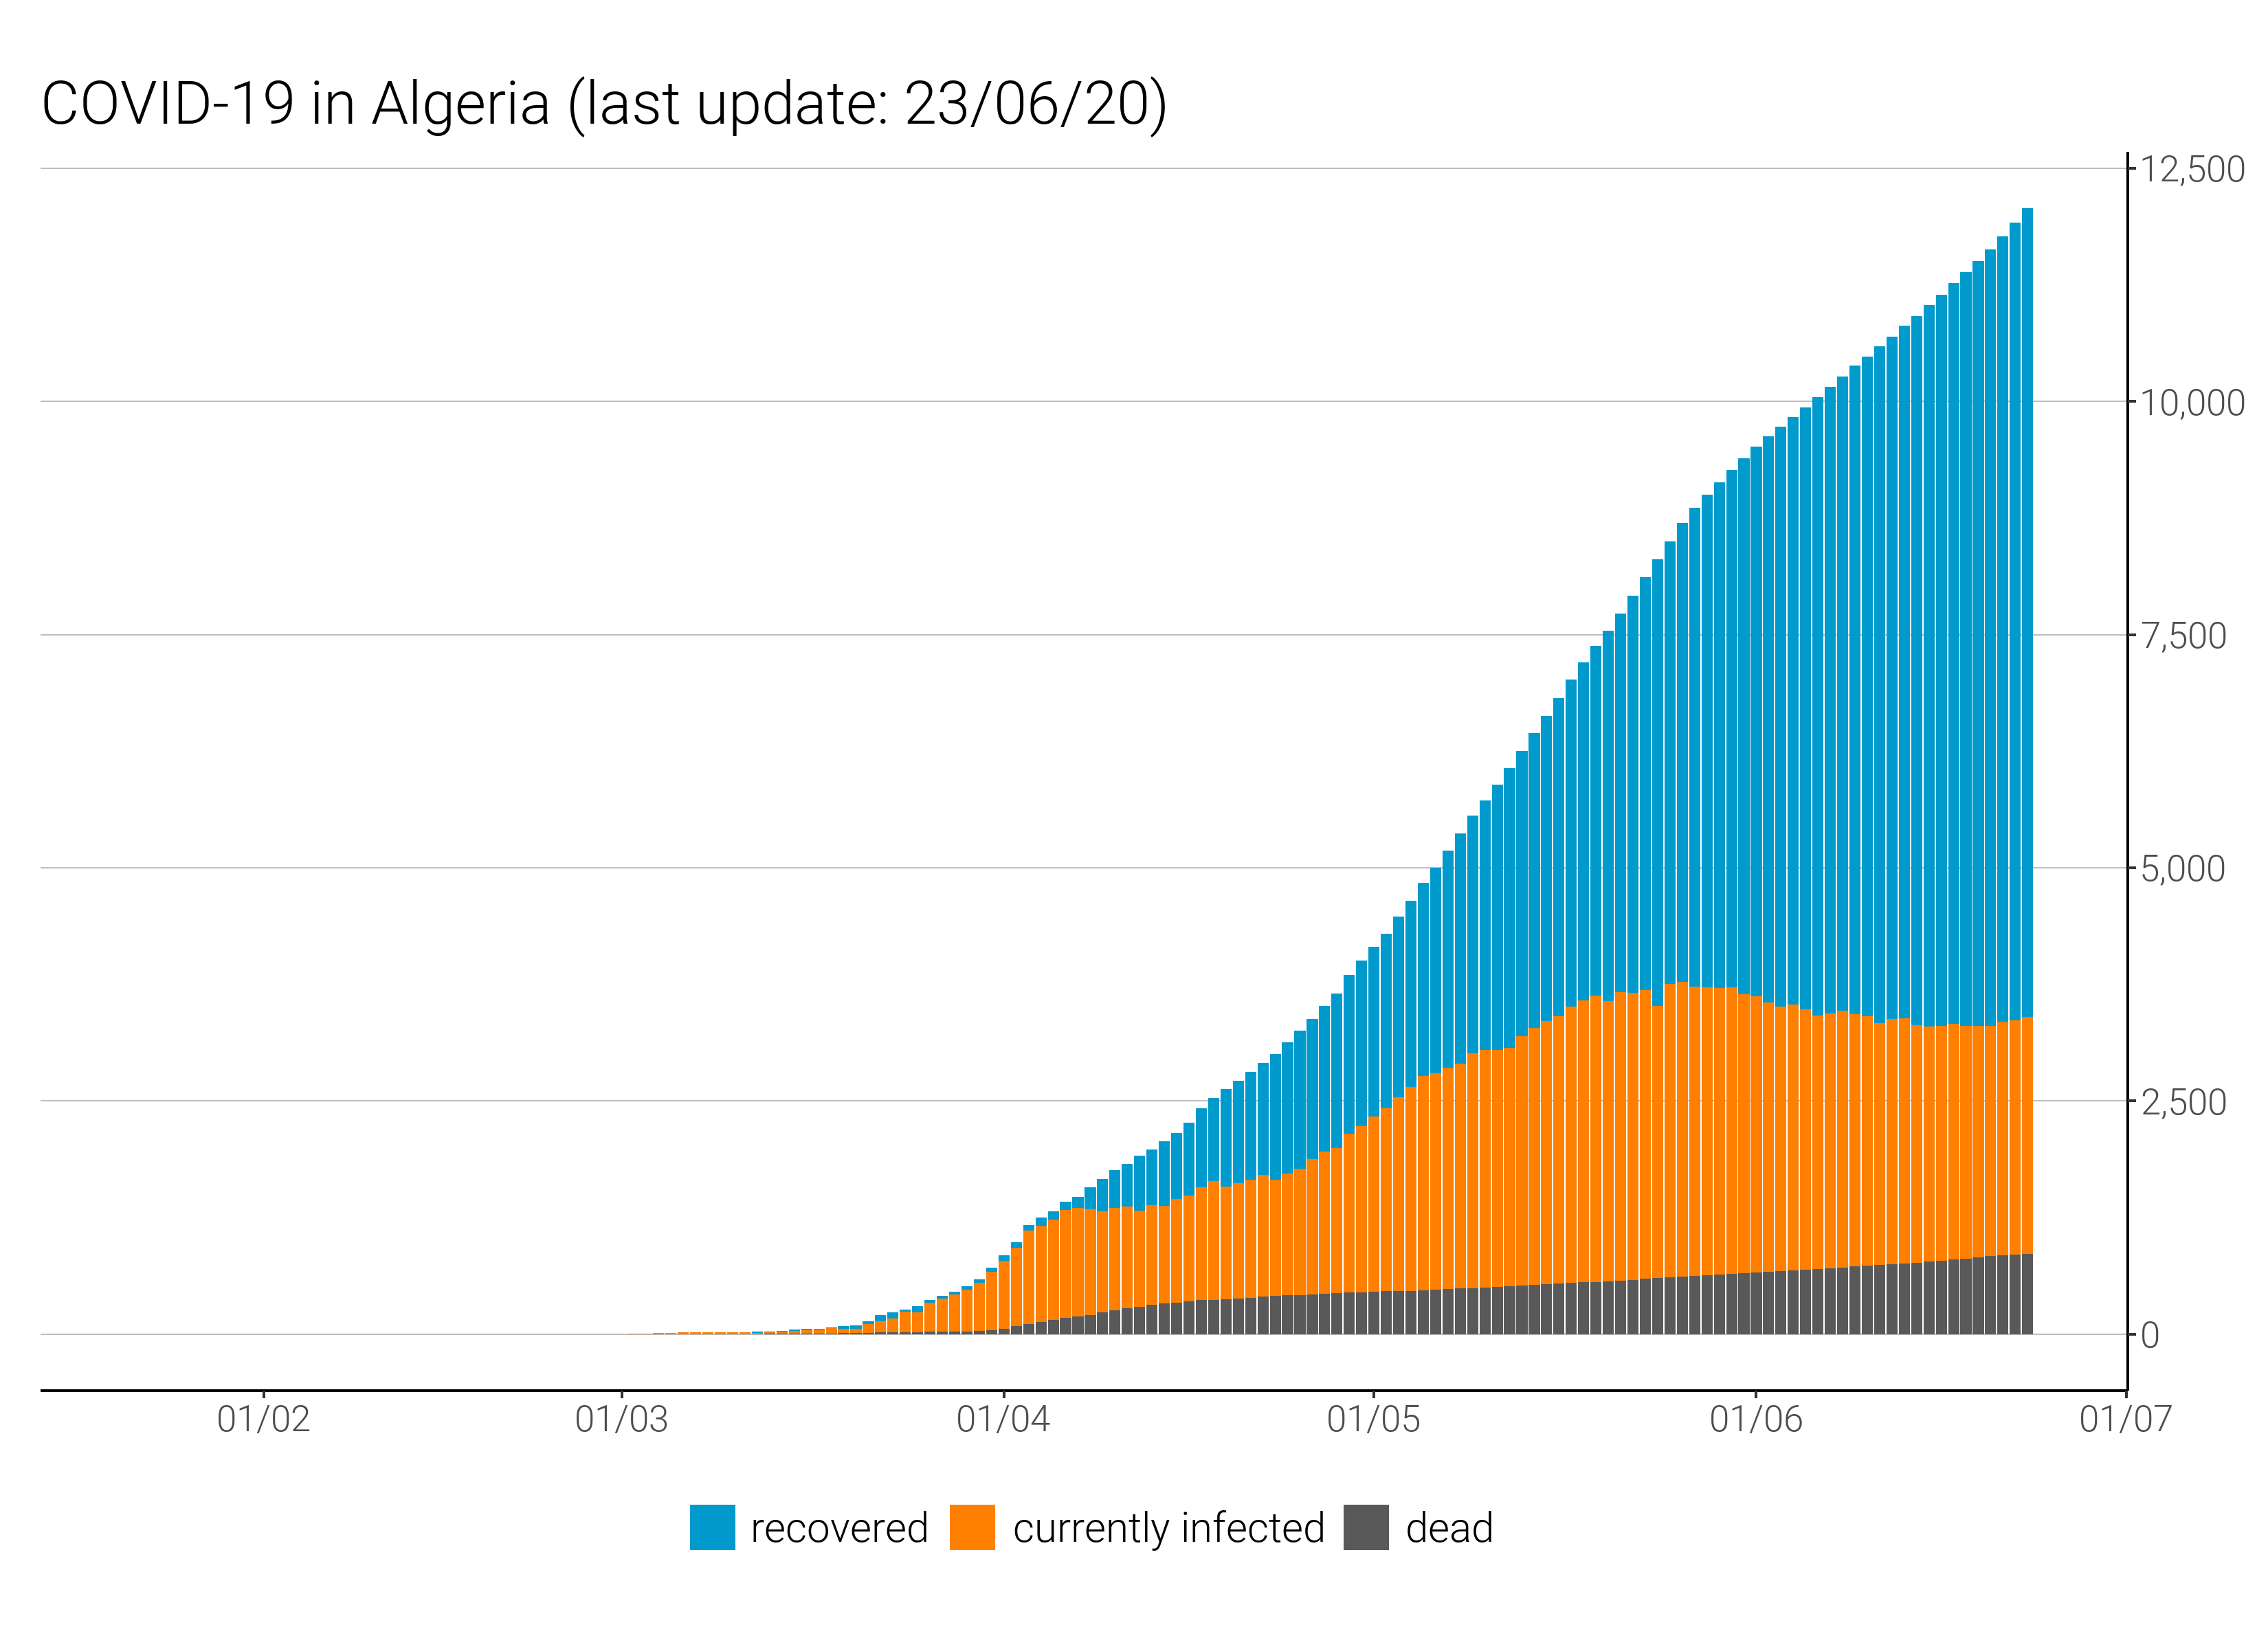 COVID-19 in Algeria (last update: 23/06/20)
12,500
10,000
7,500
5,000
2,500
0
01/02 01/03 01/04 01/05 01/06 01/07
recovered currently infected dead